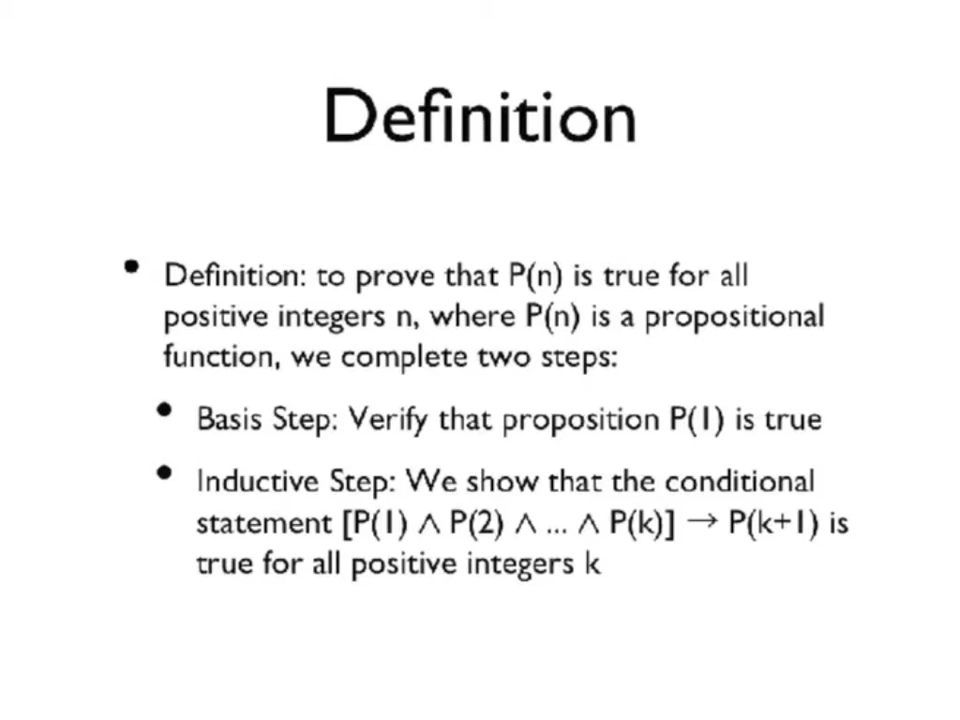 Definition
• Definition: to prove that P(n) is true for all
positive integers n, where P(n) is a propositional
function, we complete two steps:
• Basis Step: Verify that proposition P(1) is true
• Inductive Step: We show that the conditional
statement [P(1) ∧ P(2) ∧ ... ∧ P(k)] → P(k+1) is
true for all positive integers k